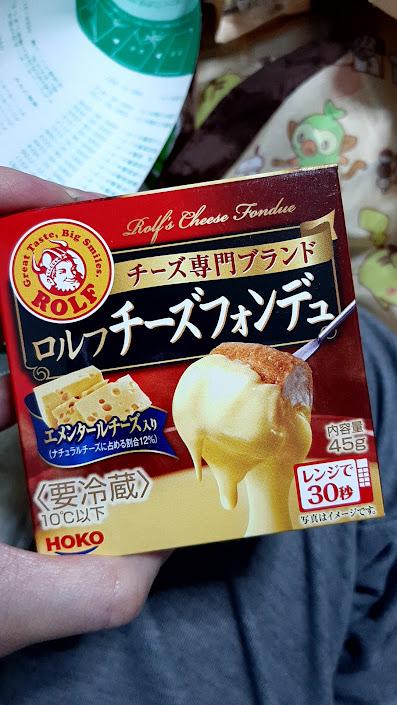 Rolf's Cheese Fondue
Great Taste, Big Smiles.
ROLF
チーズ専門ブランド
ロルフチーズフォンデュ
エメンタールチーズ入り
(ナチュラルチーズに占める割合12%)
内容量
45g
〈要冷蔵〉
10℃以下
レンジで
30秒
写真はイメージです。
HOKO